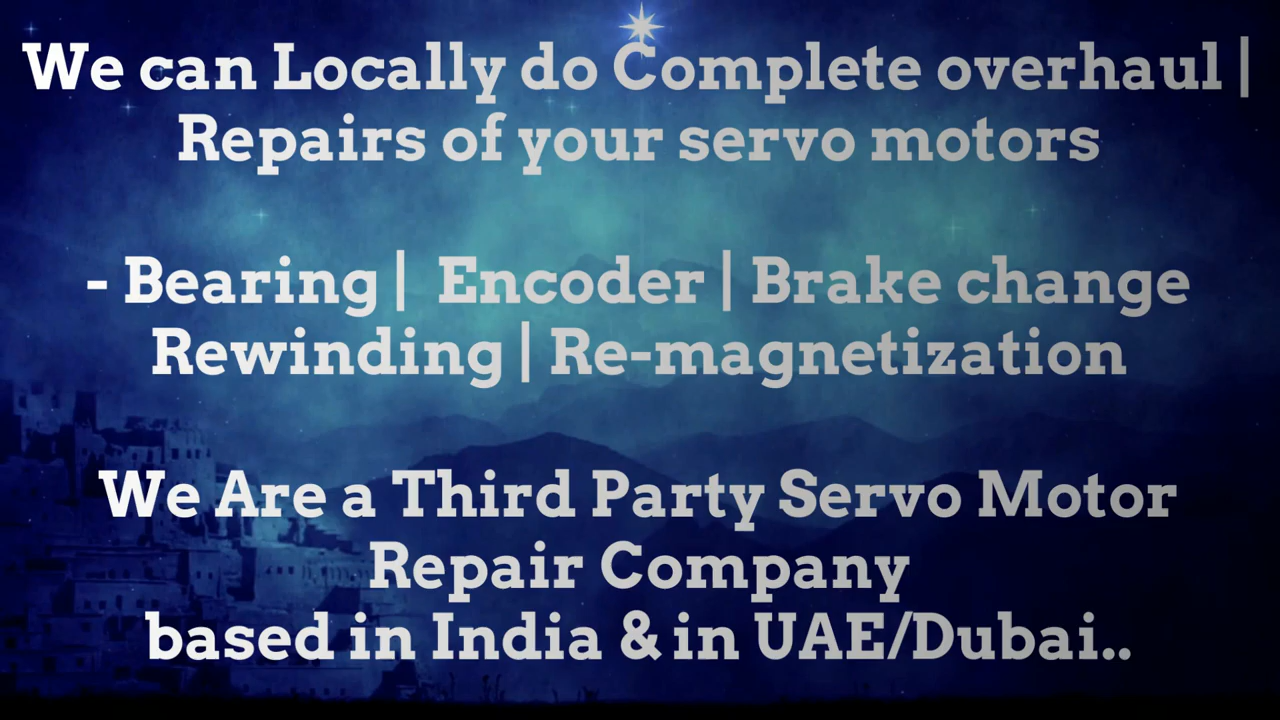 We can Locally do Complete overhaul |
Repairs of your servo motors
- Bearing | Encoder | Brake change
Rewinding | Re-magnetization
We Are a Third Party Servo Motor
Repair Company
based in India & in UAE/Dubai..